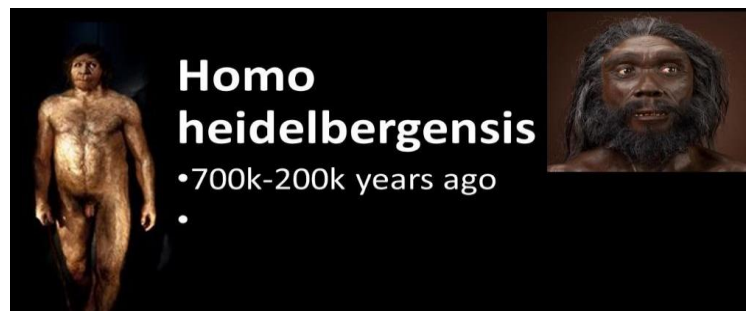 Homo
heidelbergensis
•700k-200k years ago
•